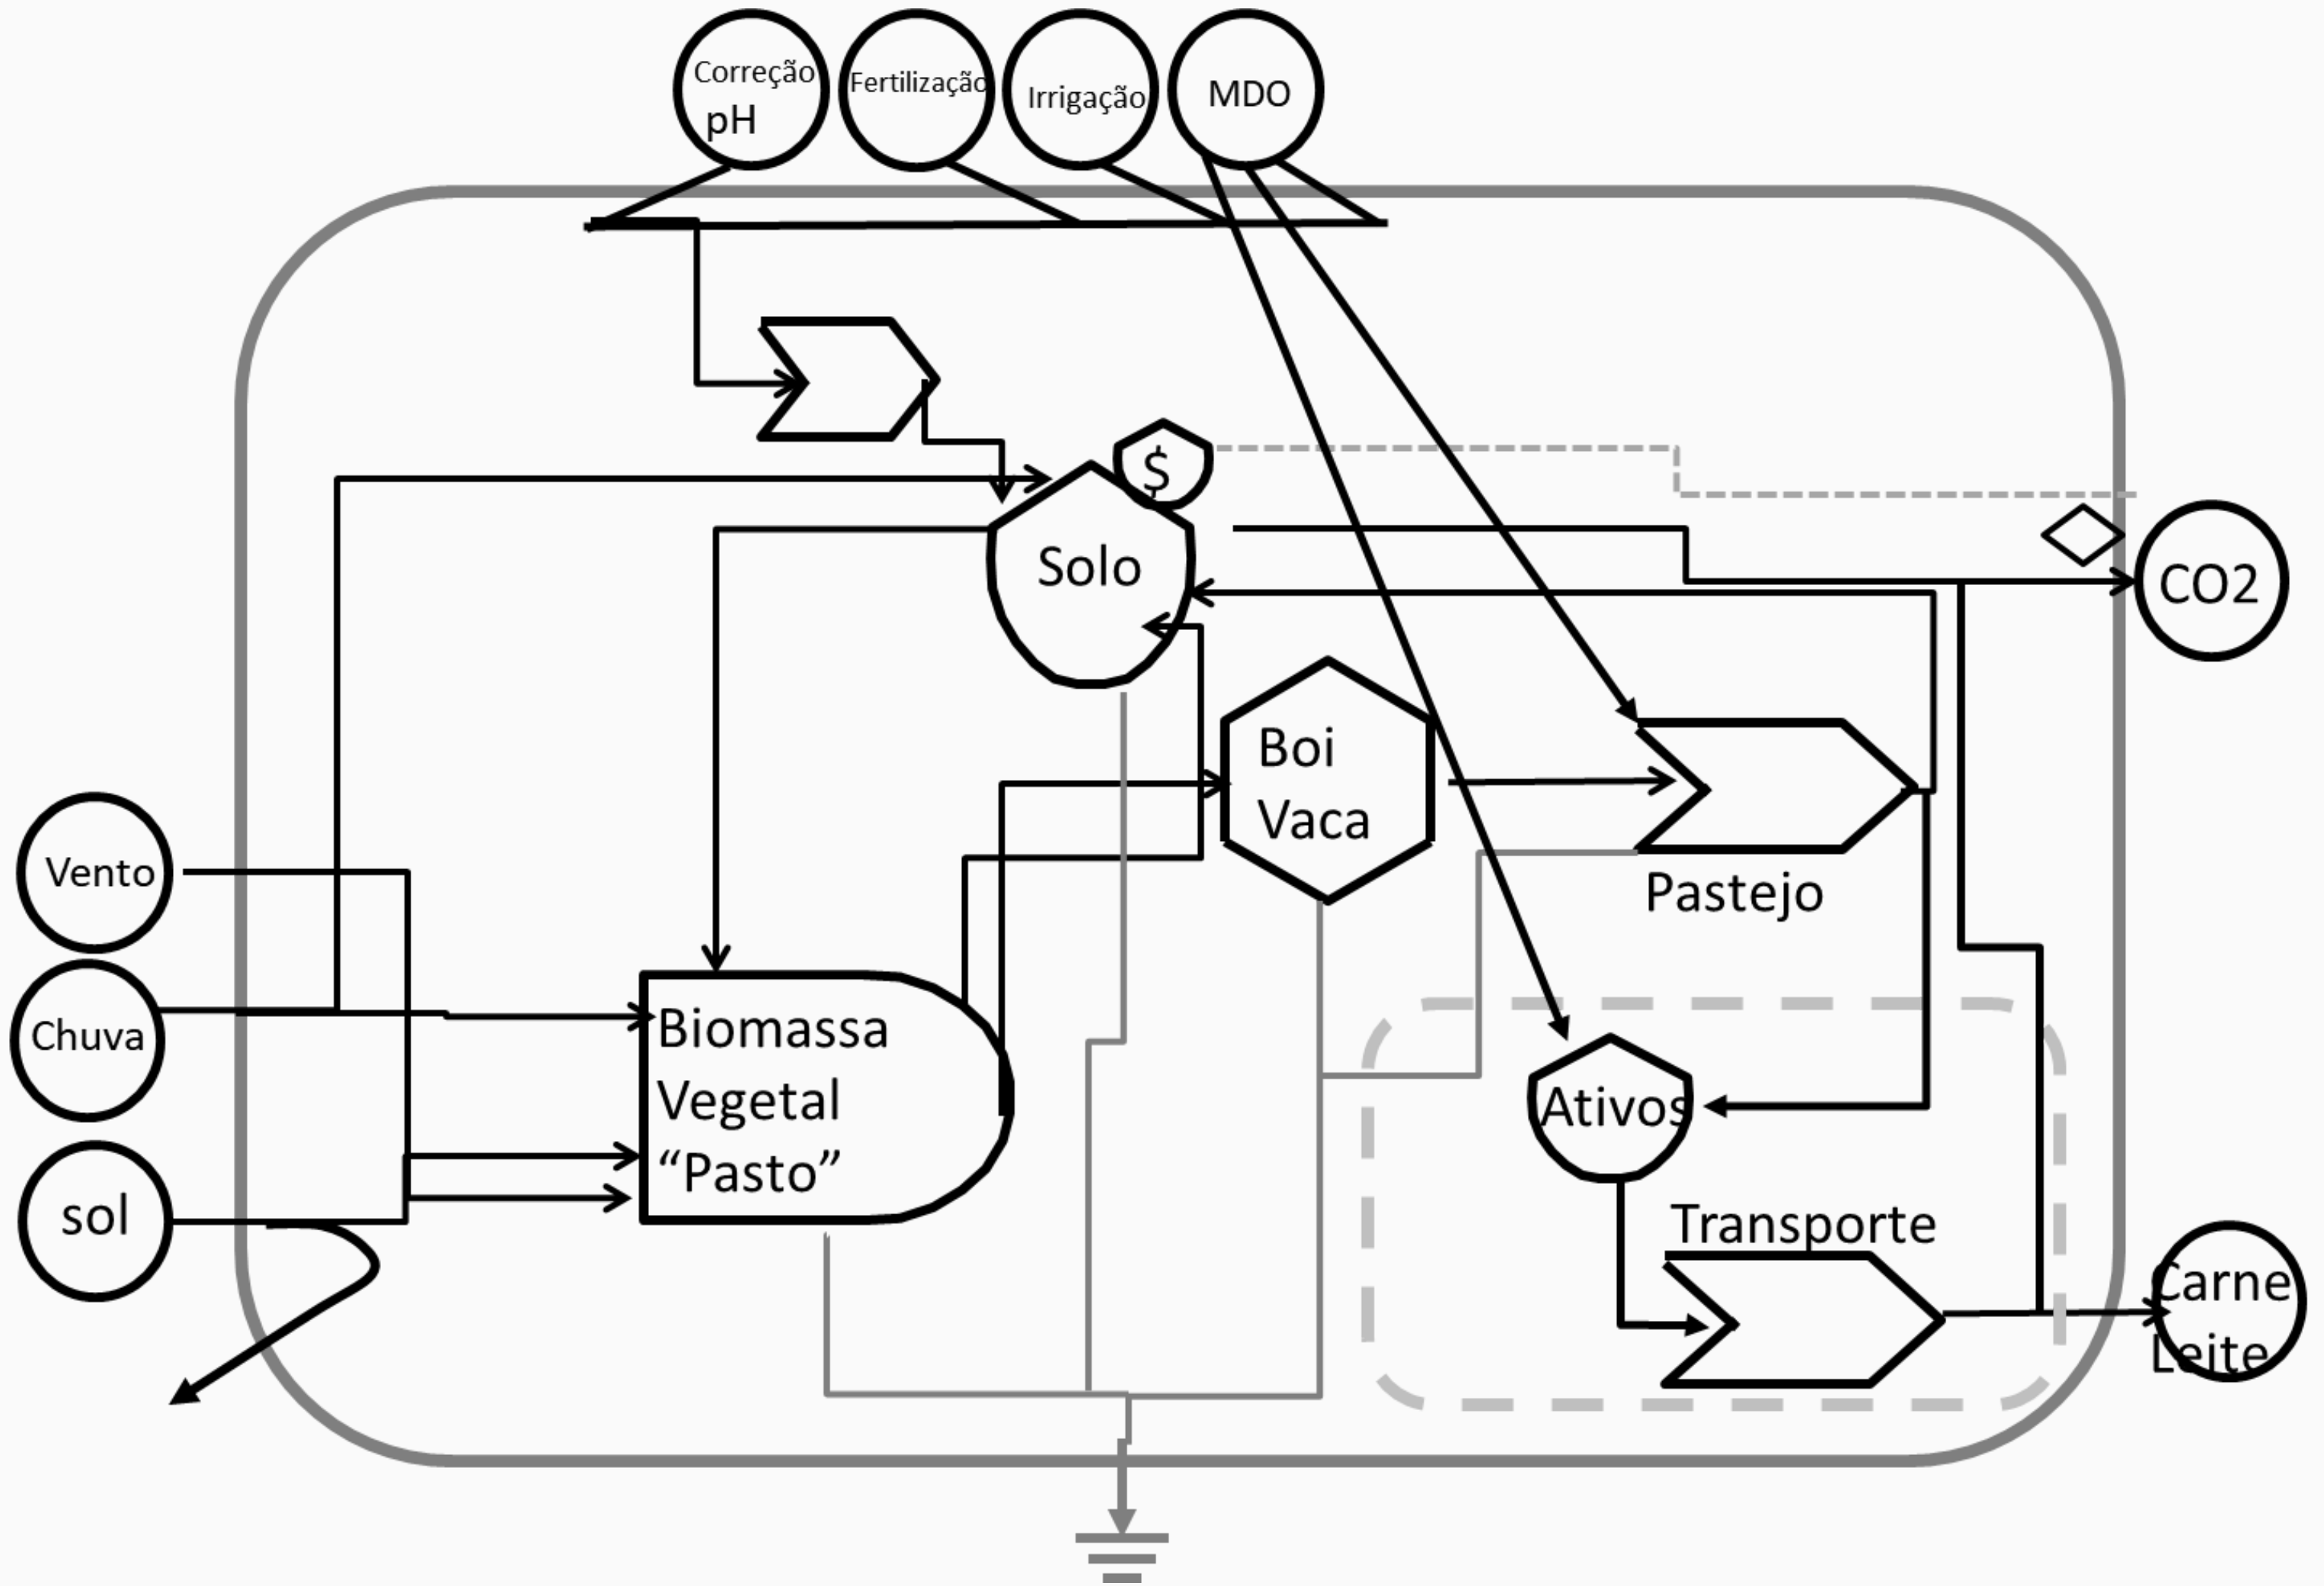 Correção
pH
Fertilização
Irrigação
MDO
$
Solo
CO2
Boi
Vaca
Vento
Pastejo
Chuva
Biomassa
Vegetal
“Pasto”
Ativos
sol
Transporte
Carne
Leite